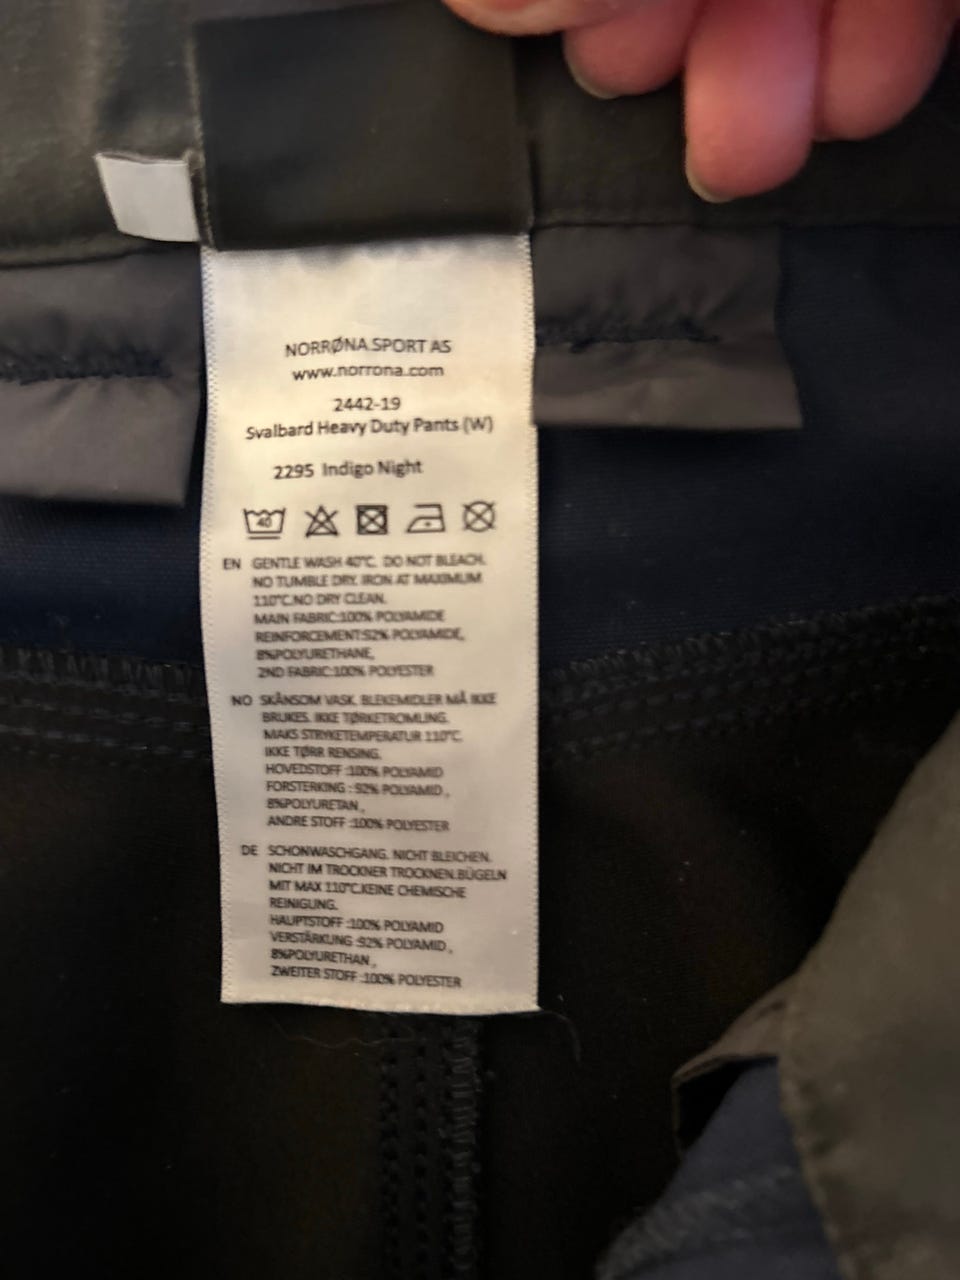 NORRØNA SPORT AS
www.norrona.com
2442-19
Svalbard Heavy Duty Pants (W)
2295 Indigo Night
40
EN GENTLE WASH 40°C. DO NOT BLEACH.
NO TUMBLE DRY. IRON AT MAXIMUM
110°C.NO DRY CLEAN.
MAIN FABRIC:100% POLYAMIDE
REINFORCEMENT:92% POLYAMIDE,
8%POLYURETHANE,
2ND FABRIC:100% POLYESTER
NO SKÅNSOM VASK. BLEKEMIDLER MÅ IKKE
BRUKES. IKKE TØRKETROMLING.
MAKS STRYKETEMPERATUR 110°C.
IKKE TØRR RENSING.
HOVEDSTOFF :100% POLYAMID
FORSTERKING : 92% POLYAMID ,
8%POLYURETAN ,
ANDRE STOFF :100% POLYESTER
DE SCHONWASCHGANG. NICHT BLEICHEN.
NICHT IM TROCKNER TROCKNEN.BÜGELN
MIT MAX 110°C.KEINE CHEMISCHE
REINIGUNG.
HAUPTSTOFF :100% POLYAMID
VERSTÄRKUNG :92% POLYAMID ,
8%POLYURETHAN ,
ZWEITER STOFF :100% POLYESTER